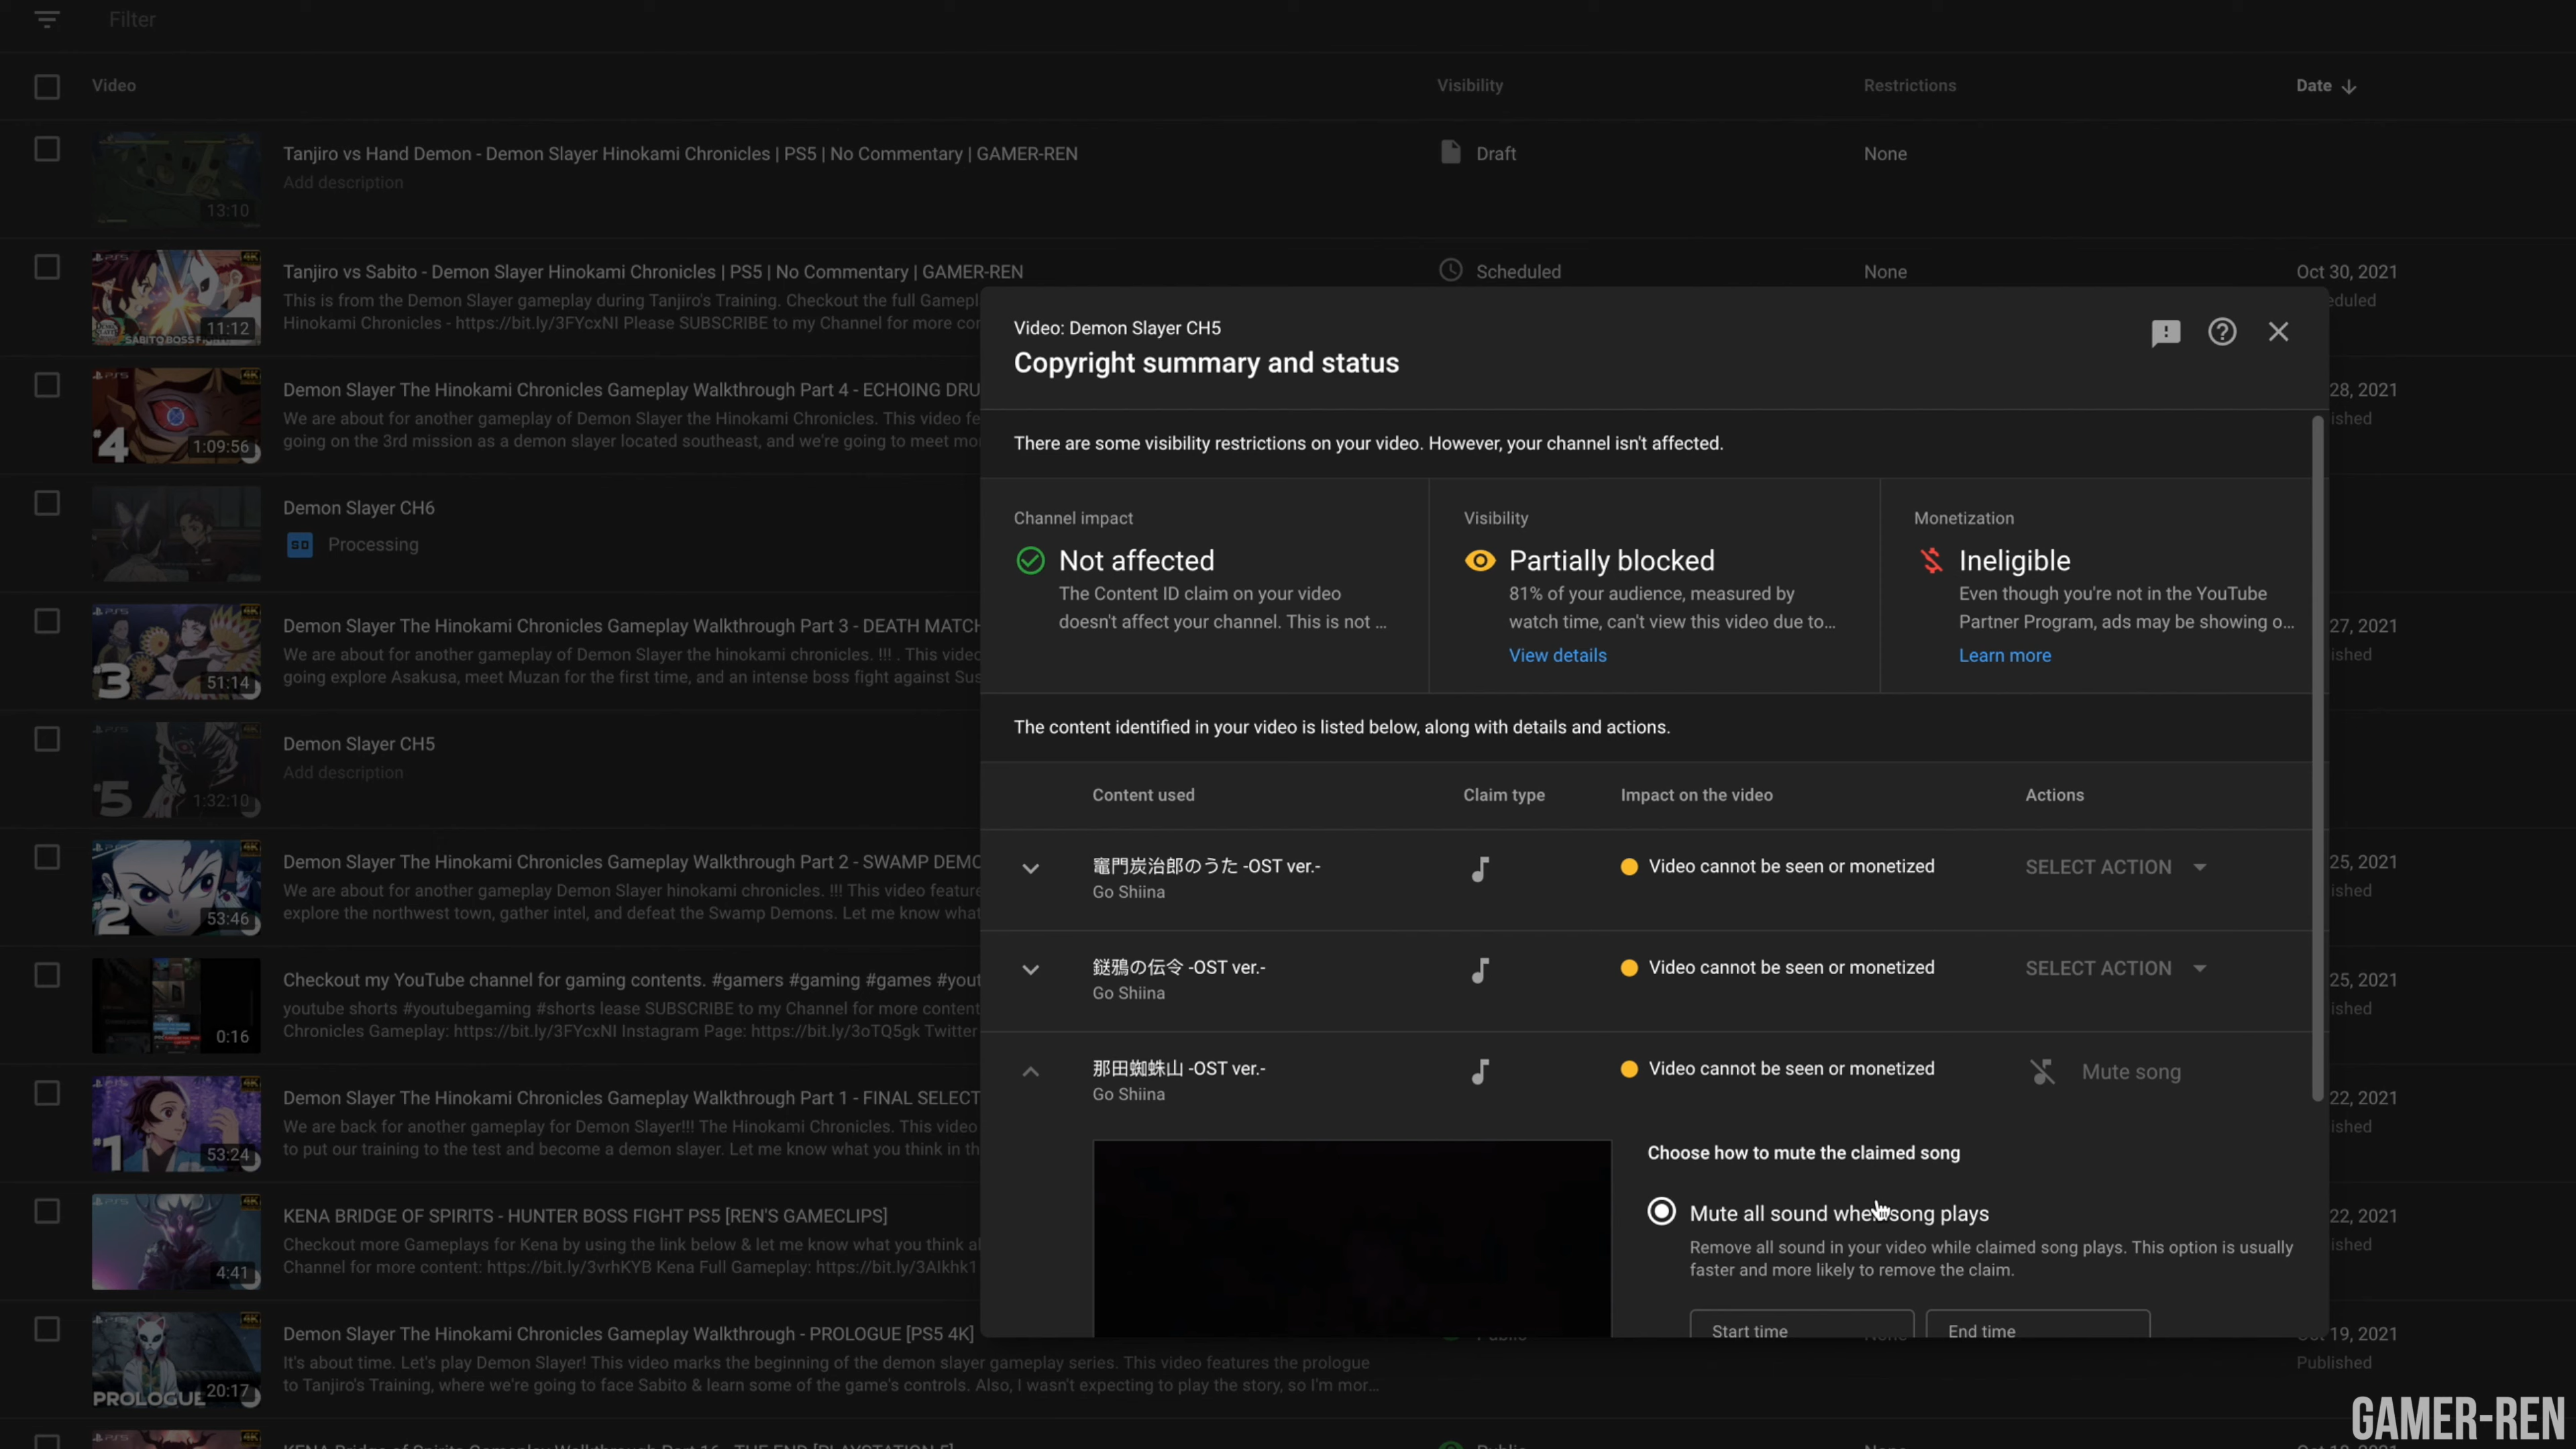 Filter
Video
Visibility
Restrictions
Date
Tanjiro vs Hand Demon - Demon Slayer Hinokami Chronicles | PS5 | No Commentary | GAMER-REN
Add description
13:10
Draft
None
Tanjiro vs Sabito - Demon Slayer Hinokami Chronicles | PS5 | No Commentary | GAMER-REN
This is from the Demon Slayer gameplay during Tanjiro's Training. Checkout the full
Hinokami Chronicles - https://bit.ly/3FYcxNI Please SUBSCRIBE to my Channel for more
11:12
Scheduled
None
Oct 30, 2021
Demon Slayer The Hinokami Chronicles Gameplay Walkthrough Part 4 - ECHOING
We are about for another gameplay of Demon Slayer the Hinokami Chronicles. This video
going on the 3rd mission as a demon slayer located southeast, and we're going to meet
4
1:09:56
28, 2021
Demon Slayer CH6
SD Processing
Demon Slayer The Hinokami Chronicles Gameplay Walkthrough Part 3 - DEATH MATCH
We are about for another gameplay of Demon Slayer the hinokami chronicles. !!! . This video
going explore Asakusa, meet Muzan for the first time, and an intense boss fight against
3
51:14
27, 2021
Demon Slayer CH5
Add description
5
1:32:10
Demon Slayer The Hinokami Chronicles Gameplay Walkthrough Part 2 - SWAMP
We are about for another gameplay Demon Slayer hinokami chronicles. !!! This video
explore the northwest town, gather intel, and defeat the Swamp Demons. Let me know what
2
53:46
25, 2021
Checkout my YouTube channel for gaming contents. #gamers #gaming #games
youtube shorts #youtubegaming #shorts lease SUBSCRIBE to my Channel for more
Chronicles Gameplay: https://bit.ly/3FYcxNI Instagram Page: https://bit.ly/3oTQ5gk Twitter
0:16
25, 2021
Demon Slayer The Hinokami Chronicles Gameplay Walkthrough Part 1 - FINAL
We are back for another gameplay for Demon Slayer!!! The Hinokami Chronicles. This video
to put our training to the test and become a demon slayer. Let me know what you think in
1
53:24
22, 2021
KENA BRIDGE OF SPIRITS - HUNTER BOSS FIGHT PS5 [REN'S GAMECLIPS]
Checkout more Gameplays for Kena by using the link below & let me know what you think
Channel for more content: https://bit.ly/3vrhKYB Kena Full Gameplay:
4:41
22, 2021
Demon Slayer The Hinokami Chronicles Gameplay Walkthrough - PROLOGUE [PS5 4K]
It's about time. Let's play Demon Slayer! This video marks the beginning of the demon slayer gameplay series. This video features the prologue
to Tanjiro's Training, where we're going to face Sabito & learn some of the game's controls. Also, I wasn't expecting to play the story, so I'm mor...
PROLOGUE
20:17
19, 2021
Published
Video: Demon Slayer CH5
Copyright summary and status
There are some visibility restrictions on your video. However, your channel isn't affected.
Channel impact
Not affected
The Content ID claim on your video
doesn't affect your channel. This is not ...
Visibility
Partially blocked
81% of your audience, measured by
watch time, can't view this video due to...
View details
Monetization
Ineligible
Even though you're not in the YouTube
Partner Program, ads may be showing o...
Learn more
The content identified in your video is listed below, along with details and actions.
Content used
Claim type
Impact on the video
Actions
竈門炭治郎のうた -OST ver.-
Go Shiina
Video cannot be seen or monetized
SELECT ACTION
鎹鴉の伝令 -OST ver.-
Go Shiina
Video cannot be seen or monetized
SELECT ACTION
那田蜘蛛山 -OST ver.-
Go Shiina
Video cannot be seen or monetized
Mute song
Choose how to mute the claimed song
Mute all sound when song plays
Remove all sound in your video while claimed song plays. This option is usually
faster and more likely to remove the claim.
Start time
End time
GAMER-REN